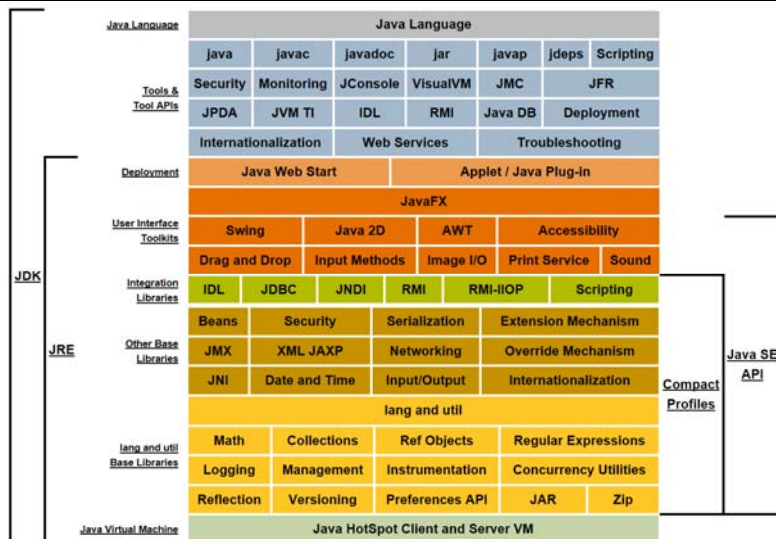 Java Language Java Language
java javac javadoc jar javap jdeps Scripting
Security Monitoring JConsole VisualVM JMC JFR
Tools &
Tool APIs
JPDA JVM TI IDL RMI Java DB Deployment
Internationalization Web Services Troubleshooting
Deployment Java Web Start Applet / Java Plug-in
JavaFX
User Interface
Toolkits
Swing Java 2D AWT Accessibility
Drag and Drop Input Methods Image I/O Print Service Sound
JDK
Integration
Libraries
IDL JDBC JNDI RMI RMI-IIOP Scripting
Beans Security Serialization Extension Mechanism
JRE
Other Base
Libraries
JMX XML JAXP Networking Override Mechanism
Java SE
API
JNI Date and Time Input/Output Internationalization
Compact
Profiles
lang and util
Math Collections Ref Objects Regular Expressions
lang and util
Base Libraries
Logging Management Instrumentation Concurrency Utilities
Reflection Versioning Preferences API JAR Zip
Java Virtual Machine Java HotSpot Client and Server VM